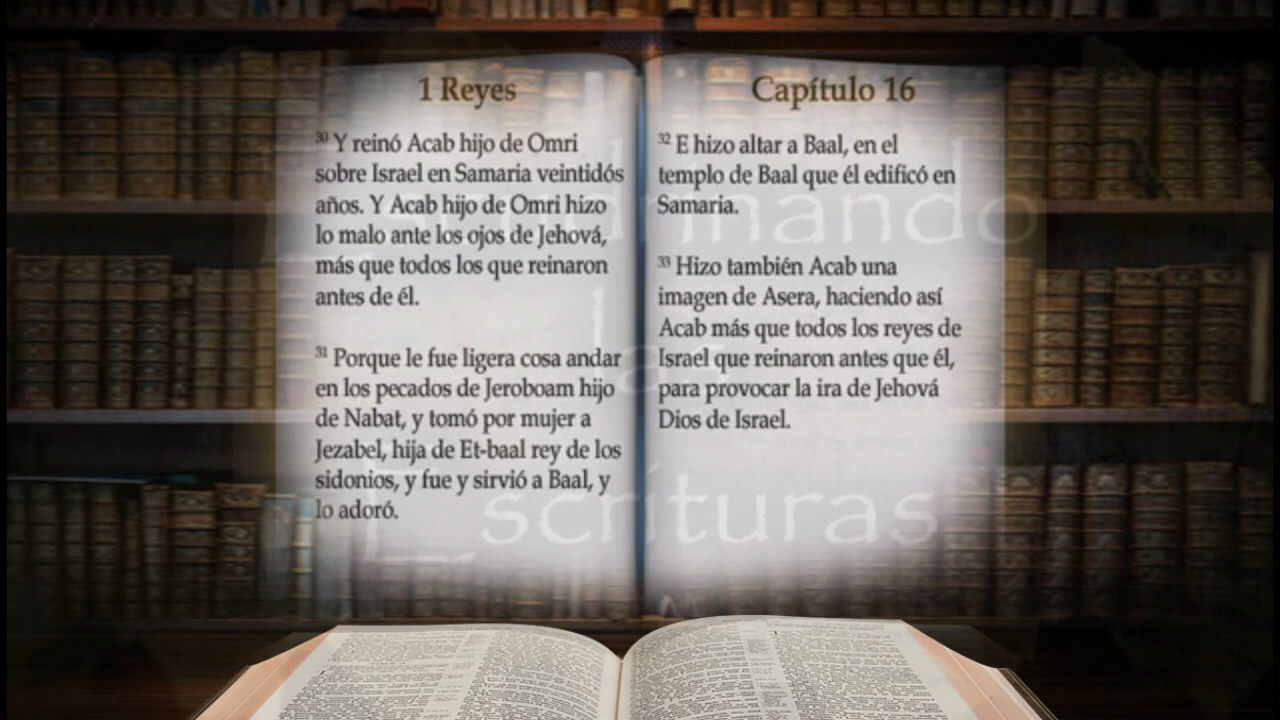 1 Reyes
30 Y reinó Acab hijo de Omri
sobre Israel en Samaria veintidós
años. Y Acab hijo de Omri hizo
lo malo ante los ojos de Jehová,
más que todos los que reinaron
antes de él.
31 Porque le fue ligera cosa andar
en los pecados de Jeroboam hijo
de Nabat, y tomó por mujer a
Jezabel, hija de Et-baal rey de los
sidonios, y fue y sirvió a Baal, y
lo adoró.
Capítulo 16
32 E hizo altar a Baal, en el
templo de Baal que él edificó en
Samaria.
33 Hizo también Acab una
imagen de Asera, haciendo así
Acab más que todos los reyes de
Israel que reinaron antes que él,
para provocar la ira de Jehová
Dios de Israel.
las
Escrituras